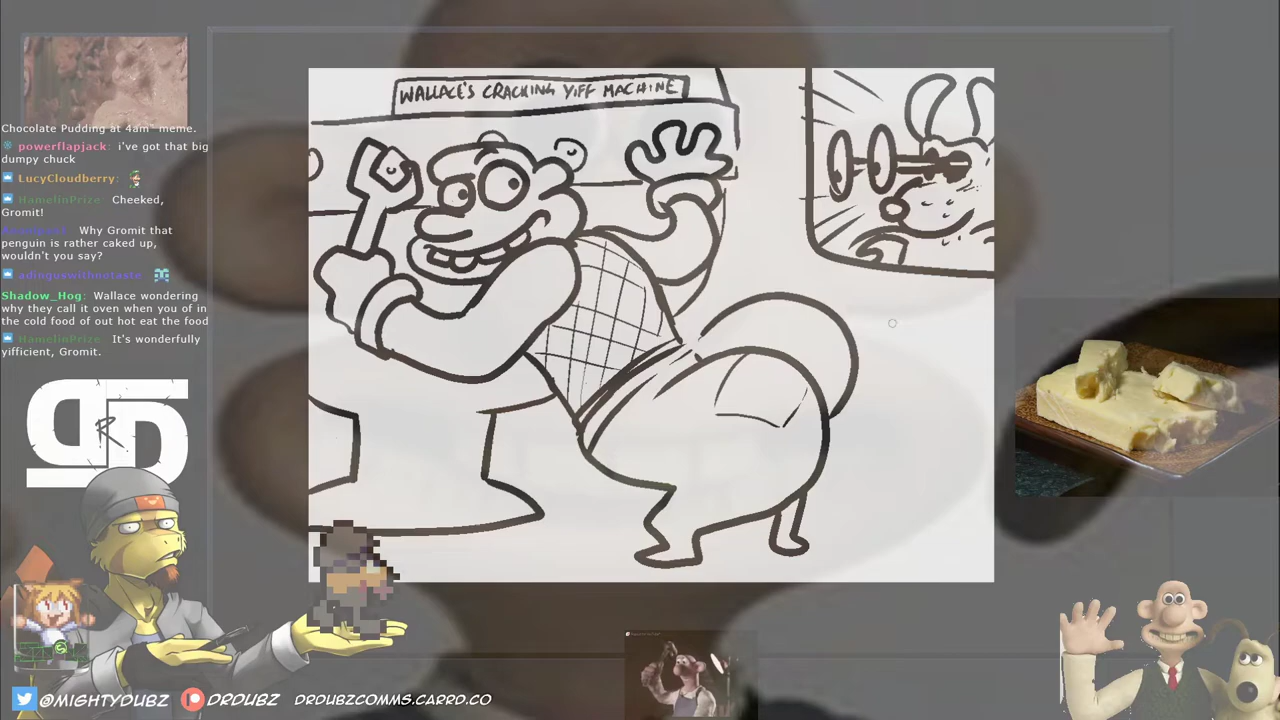 WALLACE'S CRACKING YIFF MACHINE
Chocolate Pudding at 4am" meme.
powerflapjack: i've got that big
dumpy chuck
LucyCloudberry:
HamelinPrize: Cheeked,
Gromit!
Why Gromit that
penguin is rather caked up,
wouldn't you say?
adinguswithnotaste
Shadow_Hog: Wallace wondering
why they call it oven when you of in
the cold food of out hot eat the food
HamelinPrize: It's wonderfully
yifficient, Gromit.
DRD
@MIGHTYDUBZ
DRDUBZ
DRDUBZCOMMS.CARRD.CO